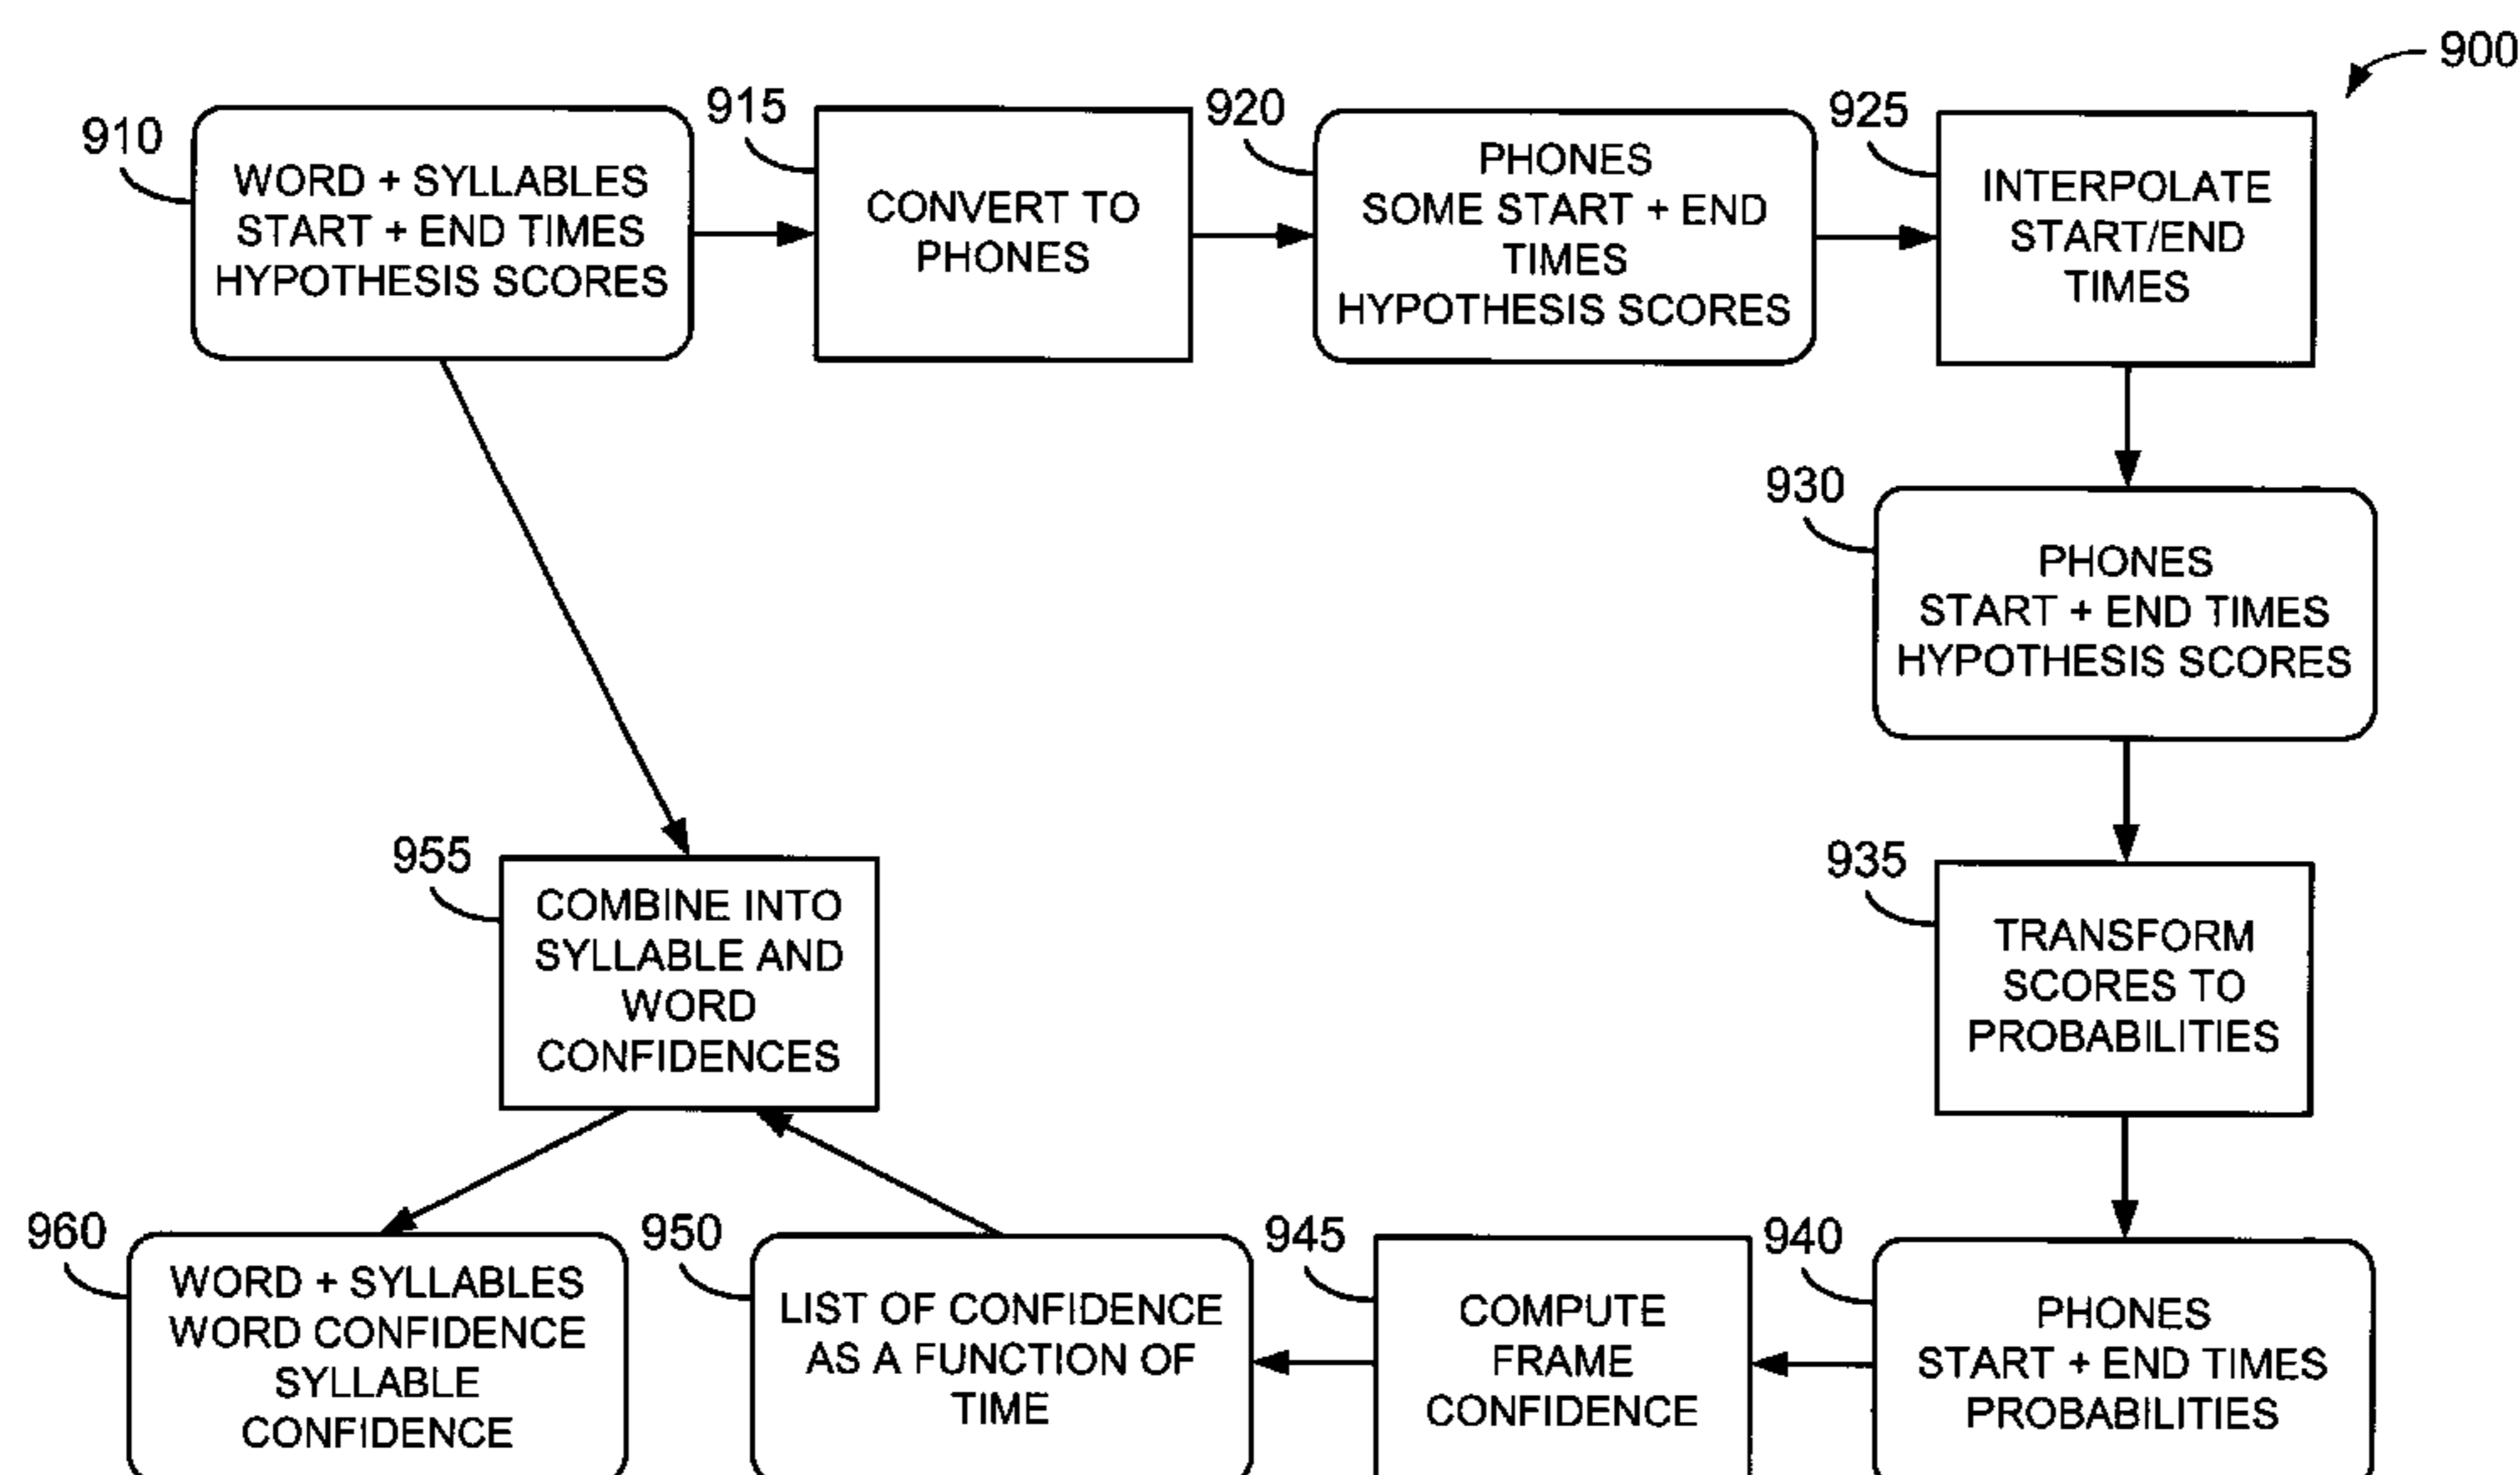 900
910
WORD + SYLLABLES
START + END TIMES
HYPOTHESIS SCORES
915
CONVERT TO
PHONES
920
PHONES
SOME START + END
TIMES
HYPOTHESIS SCORES
925
INTERPOLATE
START/END
TIMES
930
PHONES
START + END TIMES
HYPOTHESIS SCORES
935
TRANSFORM
SCORES TO
PROBABILITIES
940
PHONES
START + END TIMES
PROBABILITIES
945
COMPUTE
FRAME
CONFIDENCE
950
LIST OF CONFIDENCE
AS A FUNCTION OF
TIME
955
COMBINE INTO
SYLLABLE AND
WORD
CONFIDENCES
960
WORD + SYLLABLES
WORD CONFIDENCE
SYLLABLE
CONFIDENCE